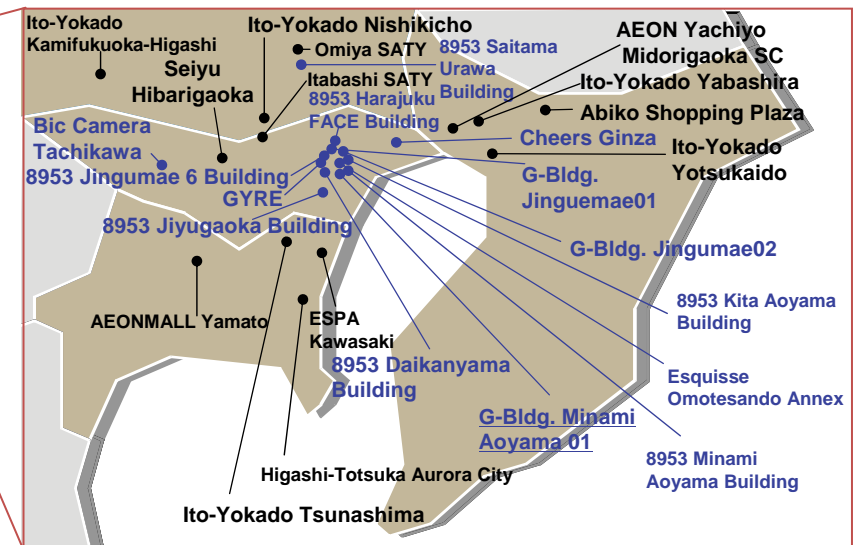 Ito-Yokado
Kamifukuoka-Higashi
Ito-Yokado Nishikicho
Omiya SATY
8953 Saitama
Urawa
Building
AEON Yachiyo
Midorigaoka SC
Seiyu
Hibarigaoka
Itabashi SATY
Ito-Yokado Yabashira
8953 Harajuku
FACE Building
Abiko Shopping Plaza
Bic Camera
Tachikawa
Cheers Ginza
Ito-Yokado
Yotsukaido
8953 Jingumae 6 Building
G-Bldg.
Jinguemae01
GYRE
8953 Jiyugaoka Building
G-Bldg. Jingumae02
8953 Kita Aoyama
Building
AEONMALL Yamato
ESPA
Kawasaki
8953 Daikanyama
Building
Esquisse
Omotesando Annex
G-Bldg. Minami
Aoyama 01
8953 Minami
Aoyama Building
Higashi-Totsuka Aurora City
Ito-Yokado Tsunashima